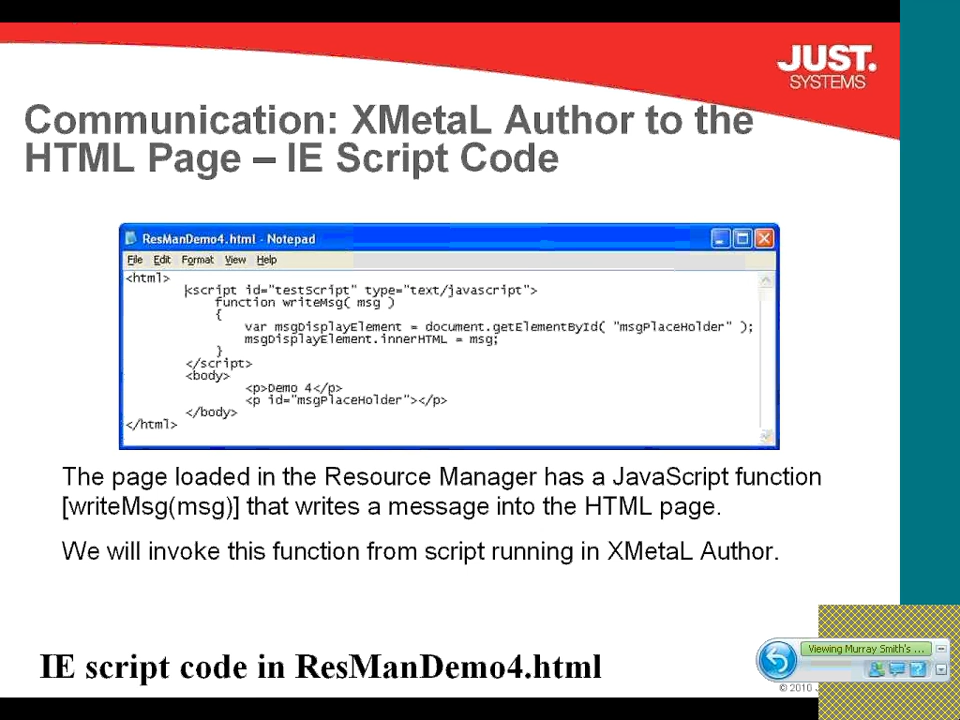 JUST.
SYSTEMS
Communication: XMetaL Author to the
HTML Page – IE Script Code
ResManDemo4.html - Notepad
File Edit Format View Help
<html>
<script id="testScript" type="text/javascript">
function writeMsg( msg )
{
var msgDisplayElement = document.getElementById( "msgPlaceHolder" );
msgDisplayElement.innerHTML = msg;
}
</script>
<body>
<p>Demo 4</p>
<p id="msgPlaceHolder"></p>
</body>
</html>
The page loaded in the Resource Manager has a JavaScript function
[writeMsg(msg)] that writes a message into the HTML page.
We will invoke this function from script running in XMetaL Author.
IE script code in ResManDemo4.html
Viewing Murray Smith's ...
© 2010 J